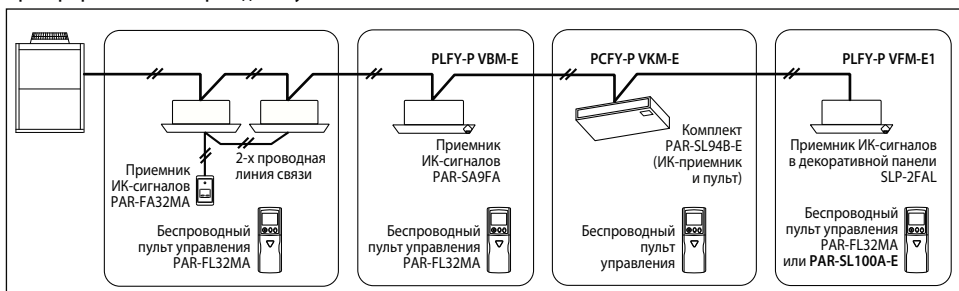 PLFY-P VBM-E
PCFY-P VKM-E
PLFY-P VFM-E1
2-х проводная
линия связи
Приемник
ИК-сигналов
PAR-FA32MA
Беспроводный
пульт управления
PAR-FL32MA
Приемник
ИК-сигналов
PAR-SA9FA
Беспроводный
пульт управления
PAR-FL32MA
Комплект
PAR-SL94B-E
(ИК-приемник
и пульт)
Беспроводный
пульт
управления
Приемник ИК-сигналов
в декоративной панели
SLP-2FAL
Беспроводный
пульт управления
PAR-FL32MA
или PAR-SL100A-E